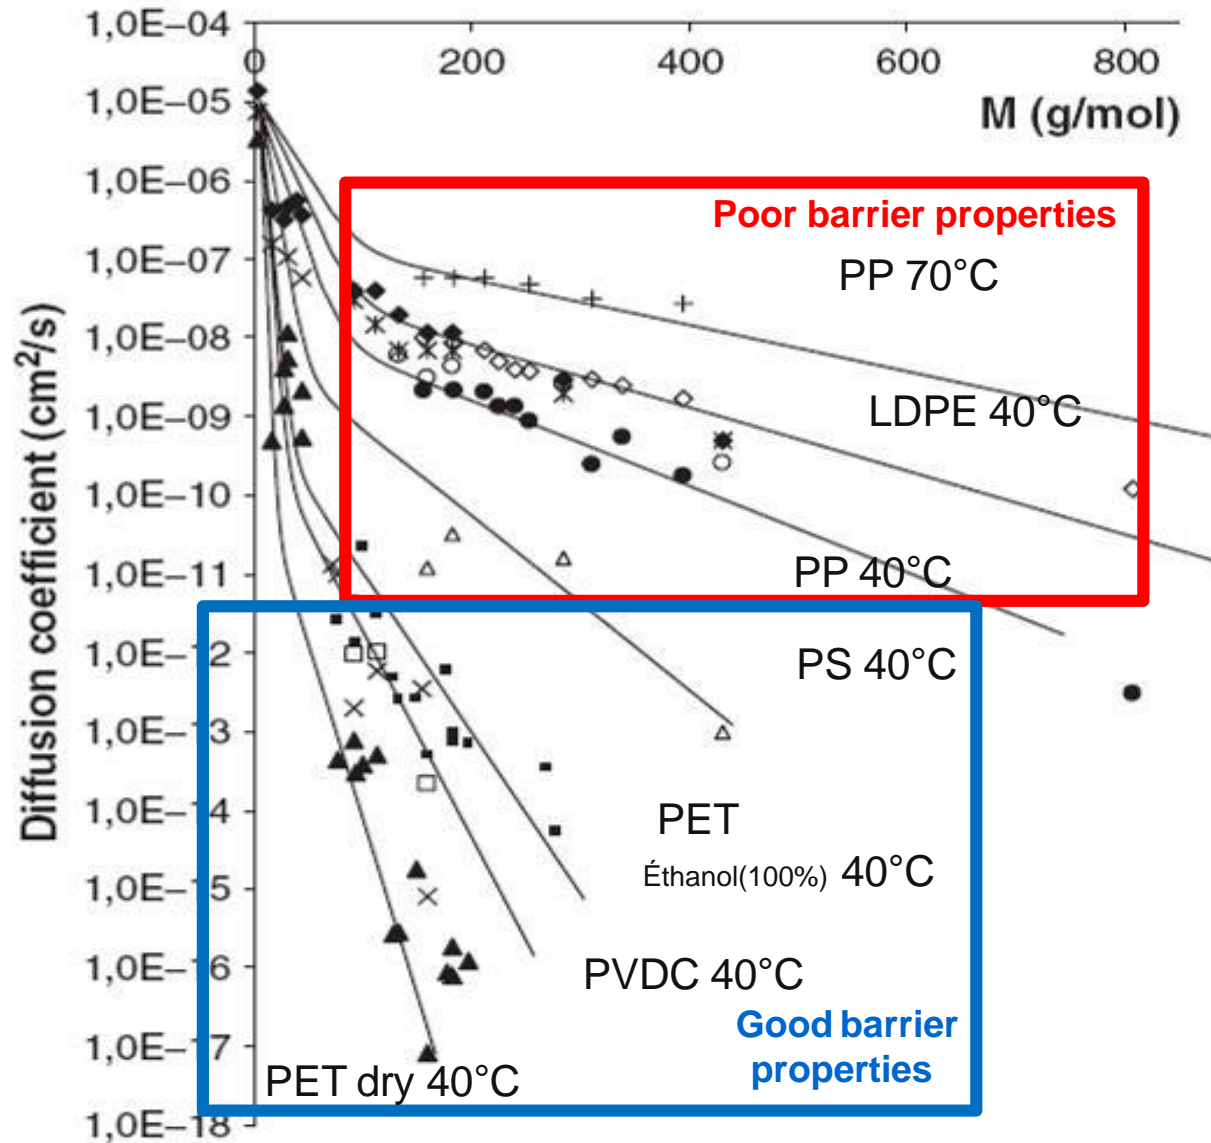 1,0E–04
0
200
400
600
800
M (g/mol)
1,0E–05
1,0E–06
Poor barrier properties
1,0E–07
PP 70°C
1,0E–08
1,0E–09
LDPE 40°C
1,0E–10
1,0E–11
PP 40°C
1,0E–12
PS 40°C
1,0E–13
1,0E–14
PET
Éthanol(100%) 40°C
1,0E–15
1,0E–16
PVDC 40°C
Good barrier
properties
1,0E–17
PET dry 40°C
1,0E–18
Diffusion coefficient (cm²/s)